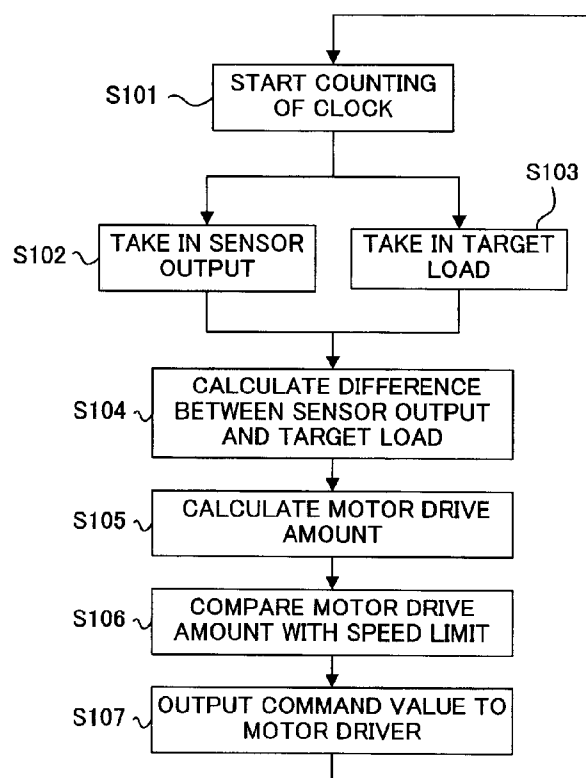 S101
START COUNTING
OF CLOCK
S103
S102
TAKE IN SENSOR
OUTPUT
TAKE IN TARGET
LOAD
S104
CALCULATE DIFFERENCE
BETWEEN SENSOR OUTPUT
AND TARGET LOAD
S105
CALCULATE MOTOR DRIVE
AMOUNT
S106
COMPARE MOTOR DRIVE
AMOUNT WITH SPEED LIMIT
S107
OUTPUT COMMAND VALUE TO
MOTOR DRIVER